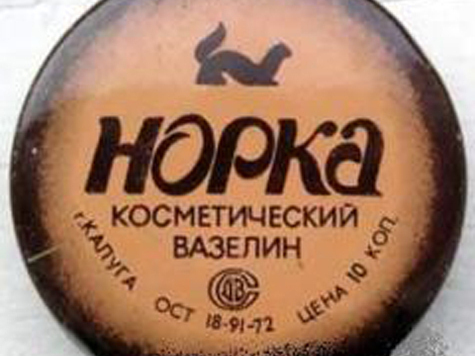 НОРКА
КОСМЕТИЧЕСКИЙ
ВАЗЕЛИН
г. КАЛУГА ОСТ 18-91-72 ЦЕНА 10 КОП.